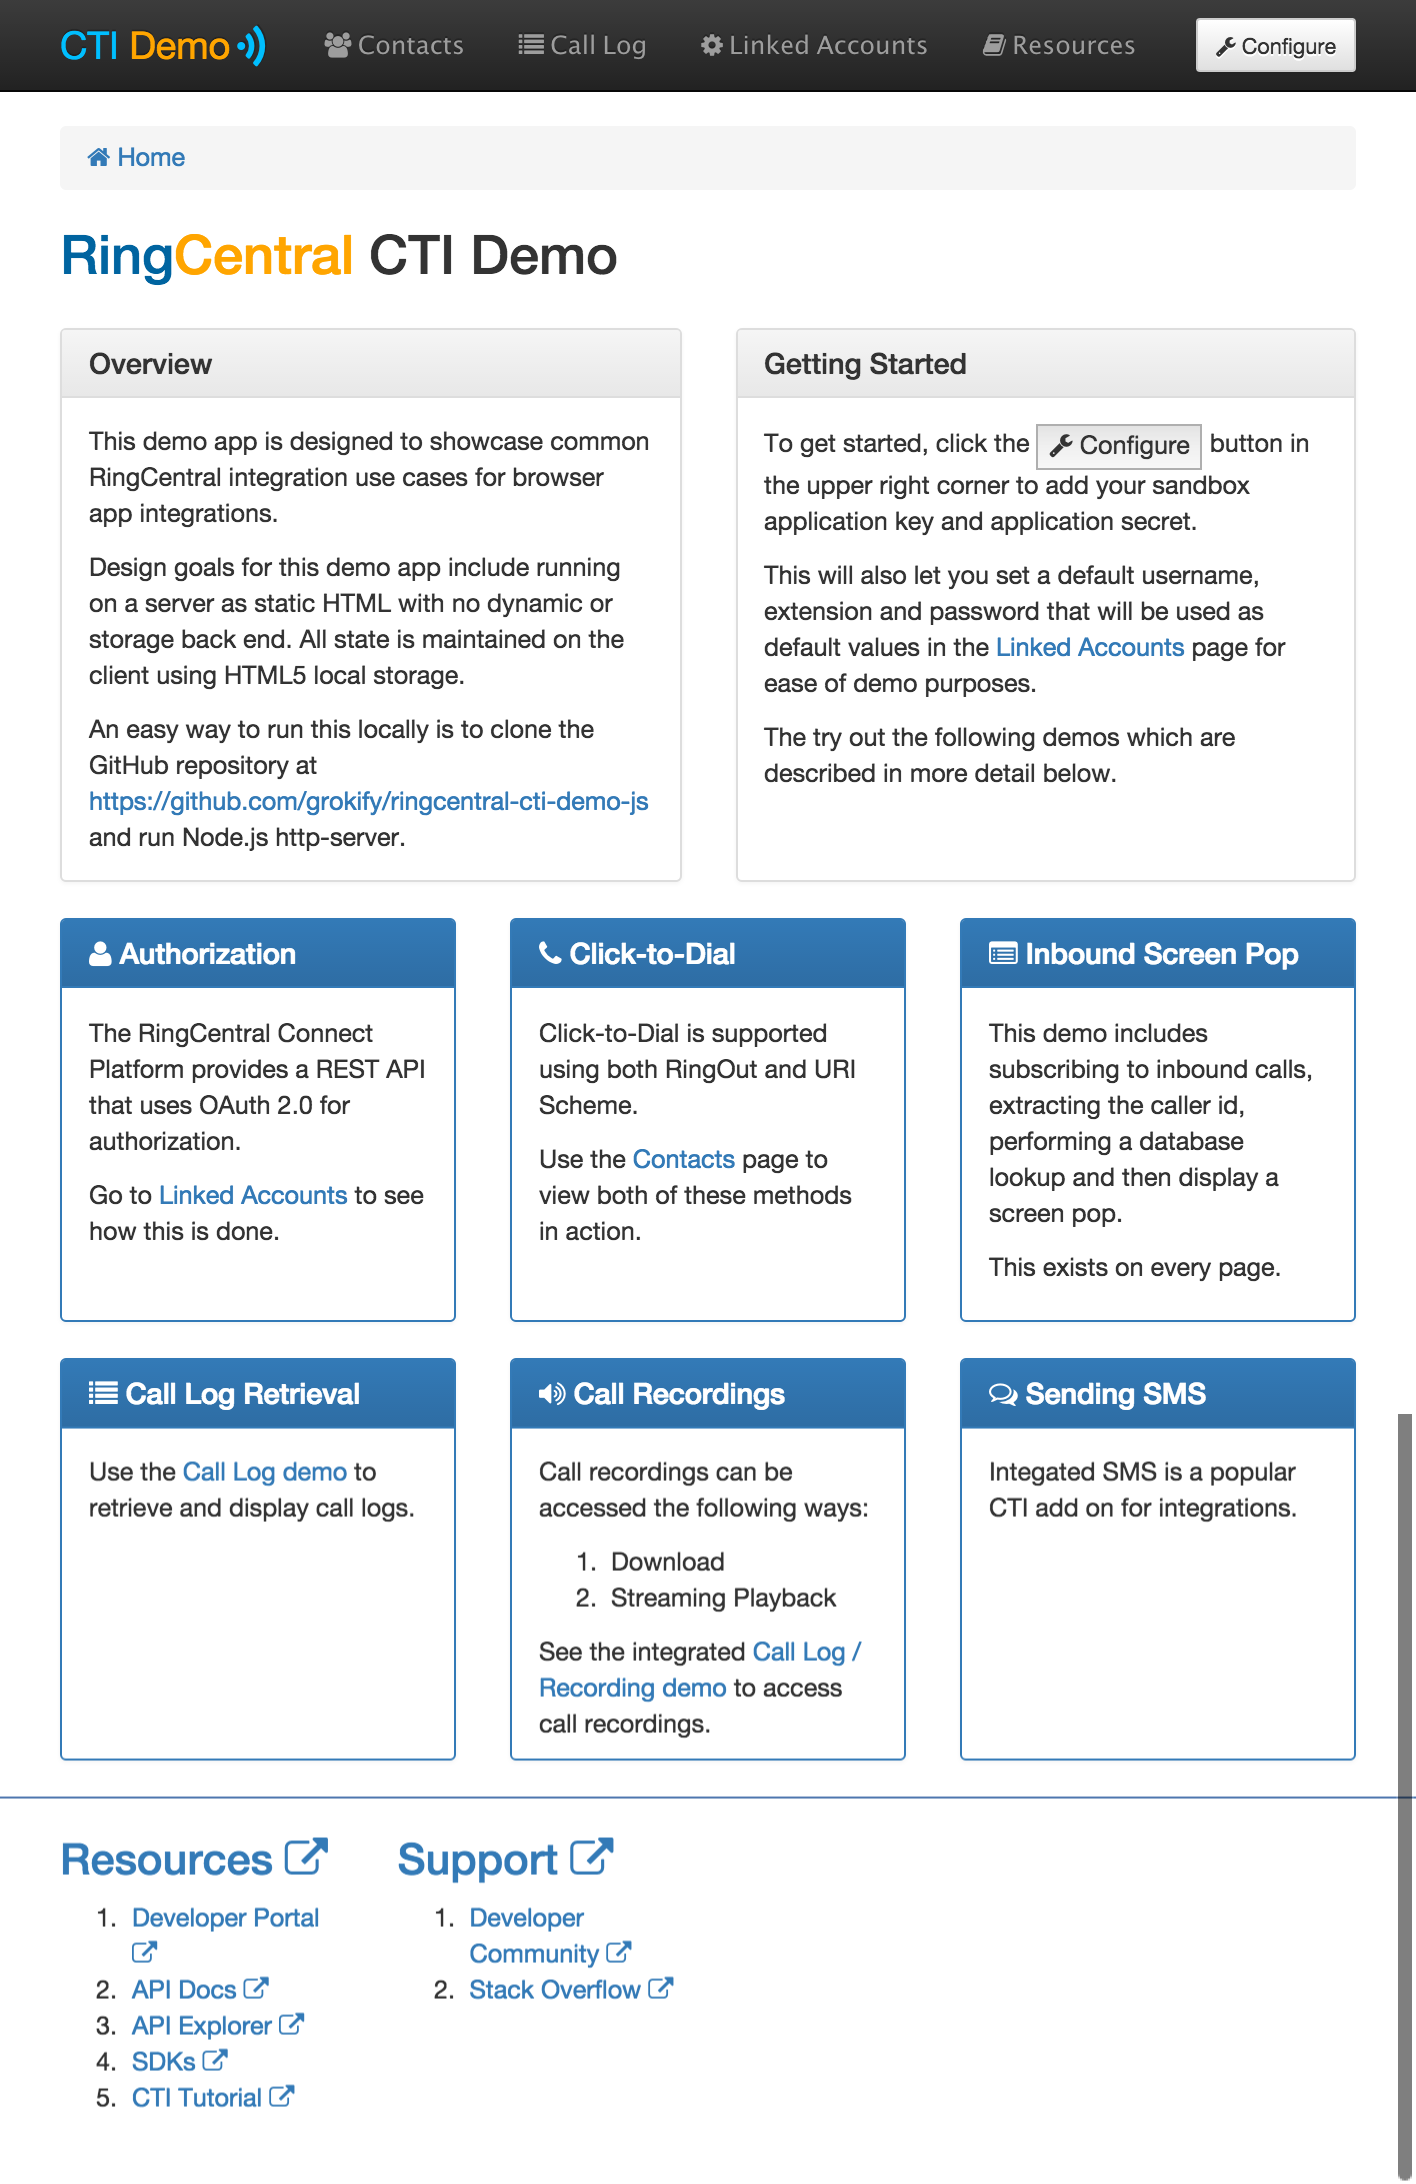 CTI Demo Contacts Call Log Linked Accounts Resources Configure
Home
RingCentral CTI Demo
Overview
This demo app is designed to showcase common
RingCentral integration use cases for browser
app integrations.
Design goals for this demo app include running
on a server as static HTML with no dynamic or
storage back end. All state is maintained on the
client using HTML5 local storage.
An easy way to run this locally is to clone the
GitHub repository at
https://github.com/grokify/ringcentral-cti-demo-js
and run Node.js http-server.
Getting Started
To get started, click the Configure button in
the upper right corner to add your sandbox
application key and application secret.
This will also let you set a default username,
extension and password that will be used as
default values in the Linked Accounts page for
ease of demo purposes.
The try out the following demos which are
described in more detail below.
Authorization
The RingCentral Connect
Platform provides a REST API
that uses OAuth 2.0 for
authorization.
Go to Linked Accounts to see
how this is done.
Click-to-Dial
Click-to-Dial is supported
using both RingOut and URI
Scheme.
Use the Contacts page to
view both of these methods
in action.
Inbound Screen Pop
This demo includes
subscribing to inbound calls,
extracting the caller id,
performing a database
lookup and then display a
screen pop.
This exists on every page.
Call Log Retrieval
Use the Call Log demo to
retrieve and display call logs.
Call Recordings
Call recordings can be
accessed the following ways:
1. Download
2. Streaming Playback
See the integrated Call Log /
Recording demo to access
call recordings.
Sending SMS
Integated SMS is a popular
CTI add on for integrations.
Resources
1. Developer Portal
2. API Docs
3. API Explorer
4. SDKs
5. CTI Tutorial
Support
1. Developer
Community
2. Stack Overflow